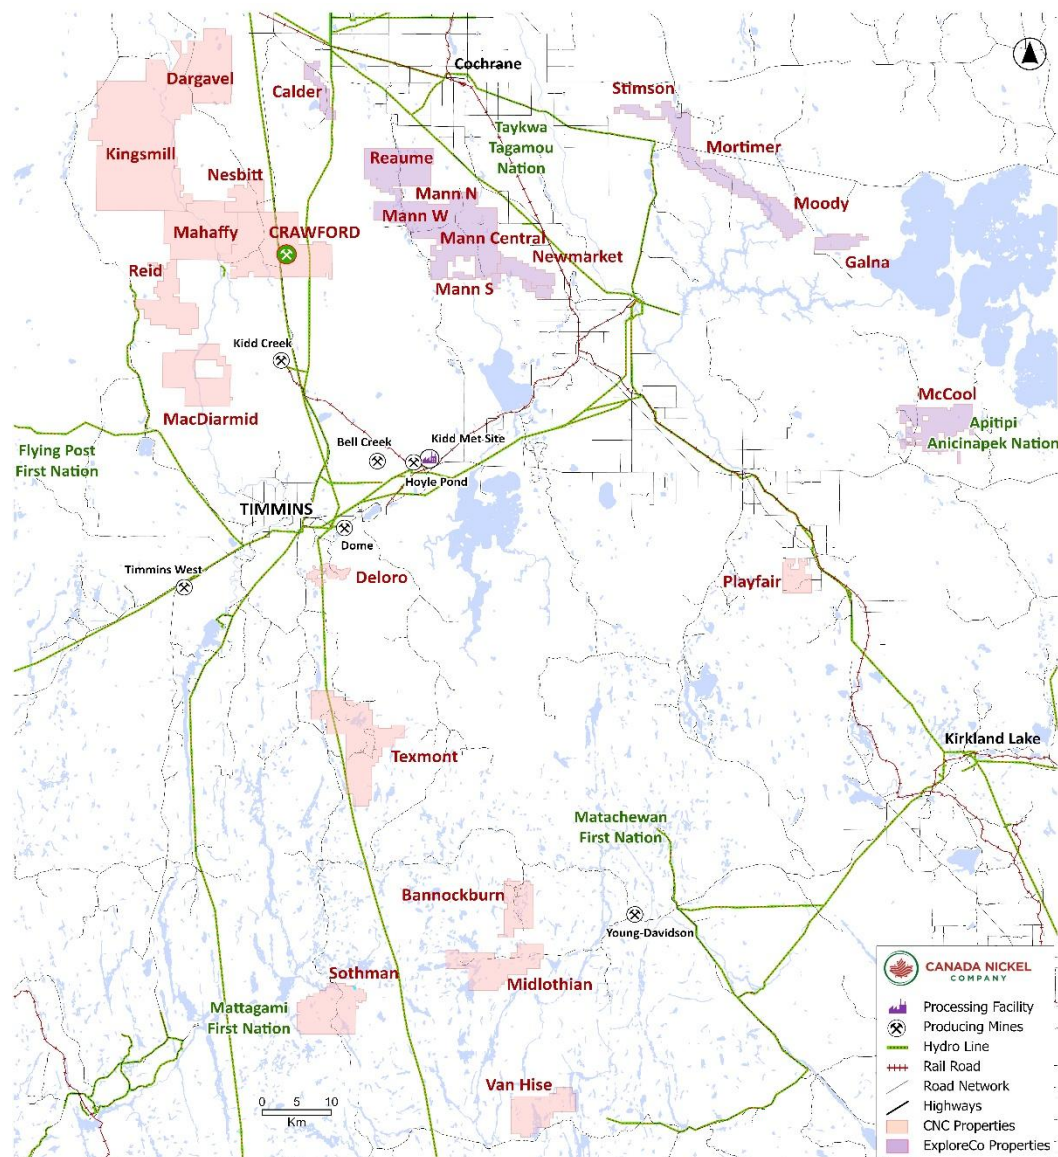 Cochrane
Dargavel
Calder
Stimson
Taykwa
Tagamou
Nation
Mortimer
Kingsmill
Reaume
Nesbitt
Mann N
Moody
Mann W
Mahaffy
CRAWFORD
Mann Central
Newmarket
Galna
Reid
Mann S
Kidd Creek
McCool
MacDiarmid
Apitipi
Anicinapek Nation
Flying Post
First Nation
Bell Creek
Kidd Met-Site
Hoyle Pond
TIMMINS
Dome
Timmins West
Deloro
Playfair
Kirkland Lake
Texmont
Matachewan
First Nation
Bannockburn
Young-Davidson
Sothman
Midlothian
Mattagami
First Nation
Van Hise
0 5 10
Km
CANADA NICKEL
COMPANY
Processing Facility
Producing Mines
Hydro Line
Rail Road
Road Network
Highways
CNC Properties
ExploreCo Properties